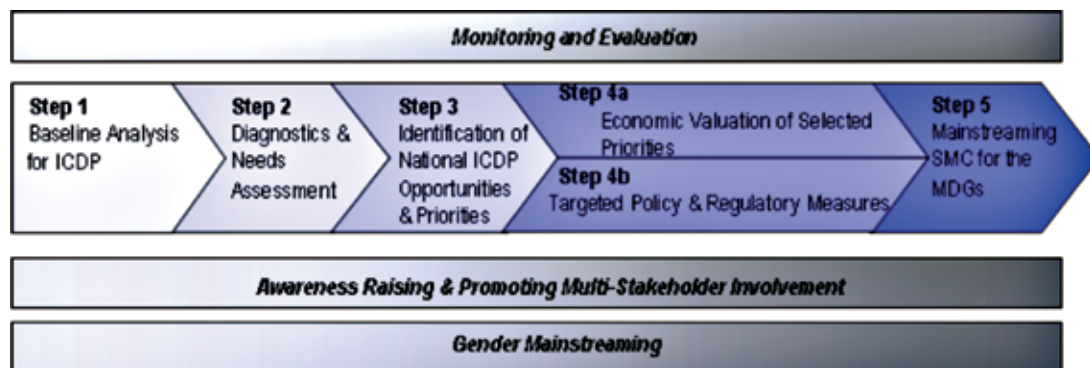 Monitoring and Evaluation
Step 1
Baseline Analysis
for ICDP
Step 2
Diagnostics &
Needs
Assessment
Step 3
Identification of
National ICDP
Opportunities
& Priorities
Step 4a
Economic Valuation of Selected
Priorities
Step 4b
Targeted Policy & Regulatory Measures
Step 5
Mainstreaming
SMC for the
MDGs
Awareness Raising & Promoting Multi-Stakeholder Involvement
Gender Mainstreaming